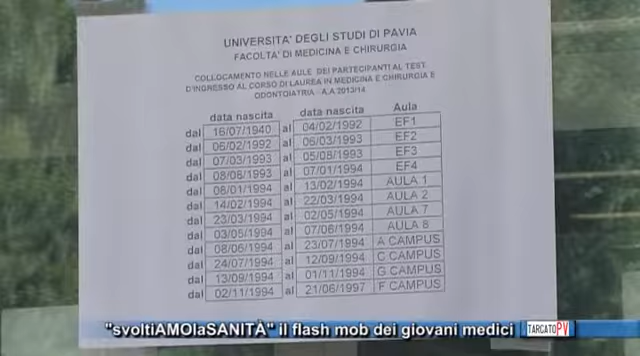 UNIVERSITA' DEGLI STUDI DI PAVIA
FACOLTA' DI MEDICINA E CHIRURGIA
COLLOCAMENTO NELLE AULE DEI PARTECIPANTI AL TEST
D'INGRESSO AL CORSO DI LAUREA IN MEDICINA E CHIRURGIA E
ODONTOIATRIA - A.A 2013/14
data nascita data nascita Aula
dal 16/07/1940 al 04/02/1992 EF1
dal 06/02/1992 al 06/03/1993 EF2
dal 07/03/1993 al 05/08/1993 EF3
dal 08/08/1993 al 07/01/1994 EF4
dal 08/01/1994 al 13/02/1994 AULA 1
dal 14/02/1994 al 22/03/1994 AULA 2
dal 23/03/1994 al 02/05/1994 AULA 7
dal 03/05/1994 al 07/06/1994 AULA 8
dal 08/06/1994 al 23/07/1994 A CAMPUS
dal 24/07/1994 al 12/09/1994 C CAMPUS
dal 13/09/1994 al 01/11/1994 G CAMPUS
dal 02/11/1994 al 21/06/1997 F CAMPUS
"svoltiAMOlaSANITÀ" il flash mob dei giovani medici
TARCATO PV